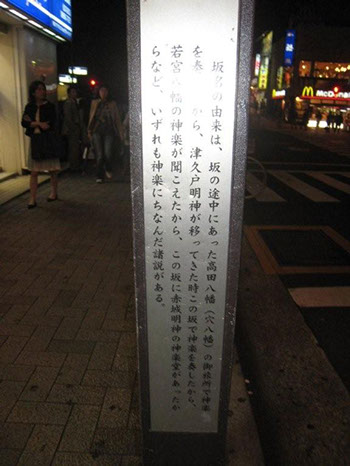 坂名の由来は、坂の途中にあった高田八幡（穴八幡）の御旅所で神楽
を奏 から、津久戸明神が移ってきた時この坂で神楽を奏したから、
若宮八幡の神楽が聞こえたから、この坂に赤城明神の神楽堂があったか
らなど、いずれも神楽にちなんだ諸説がある。
McDon